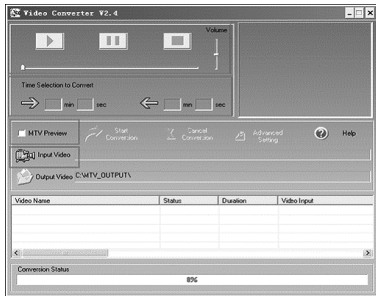 Video Converter V2.4
Volume
Time Selection to Convert
min sec min sec
MTV Preview Start Conversion Cancel Conversion Advanced Setting Help
Input Video
Output Video C:\MTV_OUTPUT\
Video Name Status Duration Video Input
Conversion Status